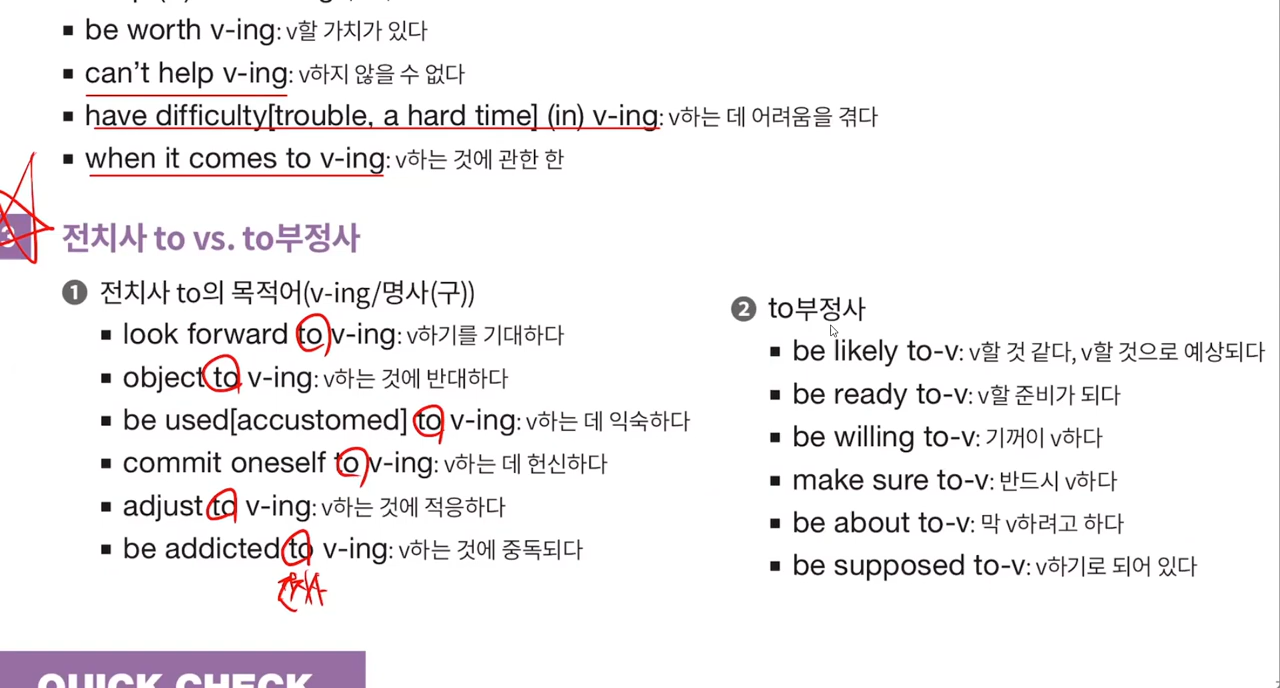 ■ be worth v-ing: v할 가치가 있다
■ can't help v-ing: v하지 않을 수 없다
■ have difficulty[trouble, a hard time] (in) v-ing: v하는 데 어려움을 겪다
■ when it comes to v-ing: v하는 것에 관한 한
3 전치사 to vs. to부정사
❶ 전치사 to의 목적어(v-ing/명사(구))
■ look forward to v-ing: v하기를 기대하다
■ object to v-ing: v하는 것에 반대하다
■ be used[accustomed] to v-ing: v하는 데 익숙하다
■ commit oneself to v-ing: v하는 데 헌신하다
■ adjust to v-ing: v하는 것에 적응하다
■ be addicted to v-ing: v하는 것에 중독되다
전치사
❷ to부정사
■ be likely to-v: v할 것 같다, v할 것으로 예상되다
■ be ready to-v: v할 준비가 되다
■ be willing to-v: 기꺼이 v하다
■ make sure to-v: 반드시 v하다
■ be about to-v: 막 v하려고 하다
■ be supposed to-v: v하기로 되어 있다
QUICK CHECK